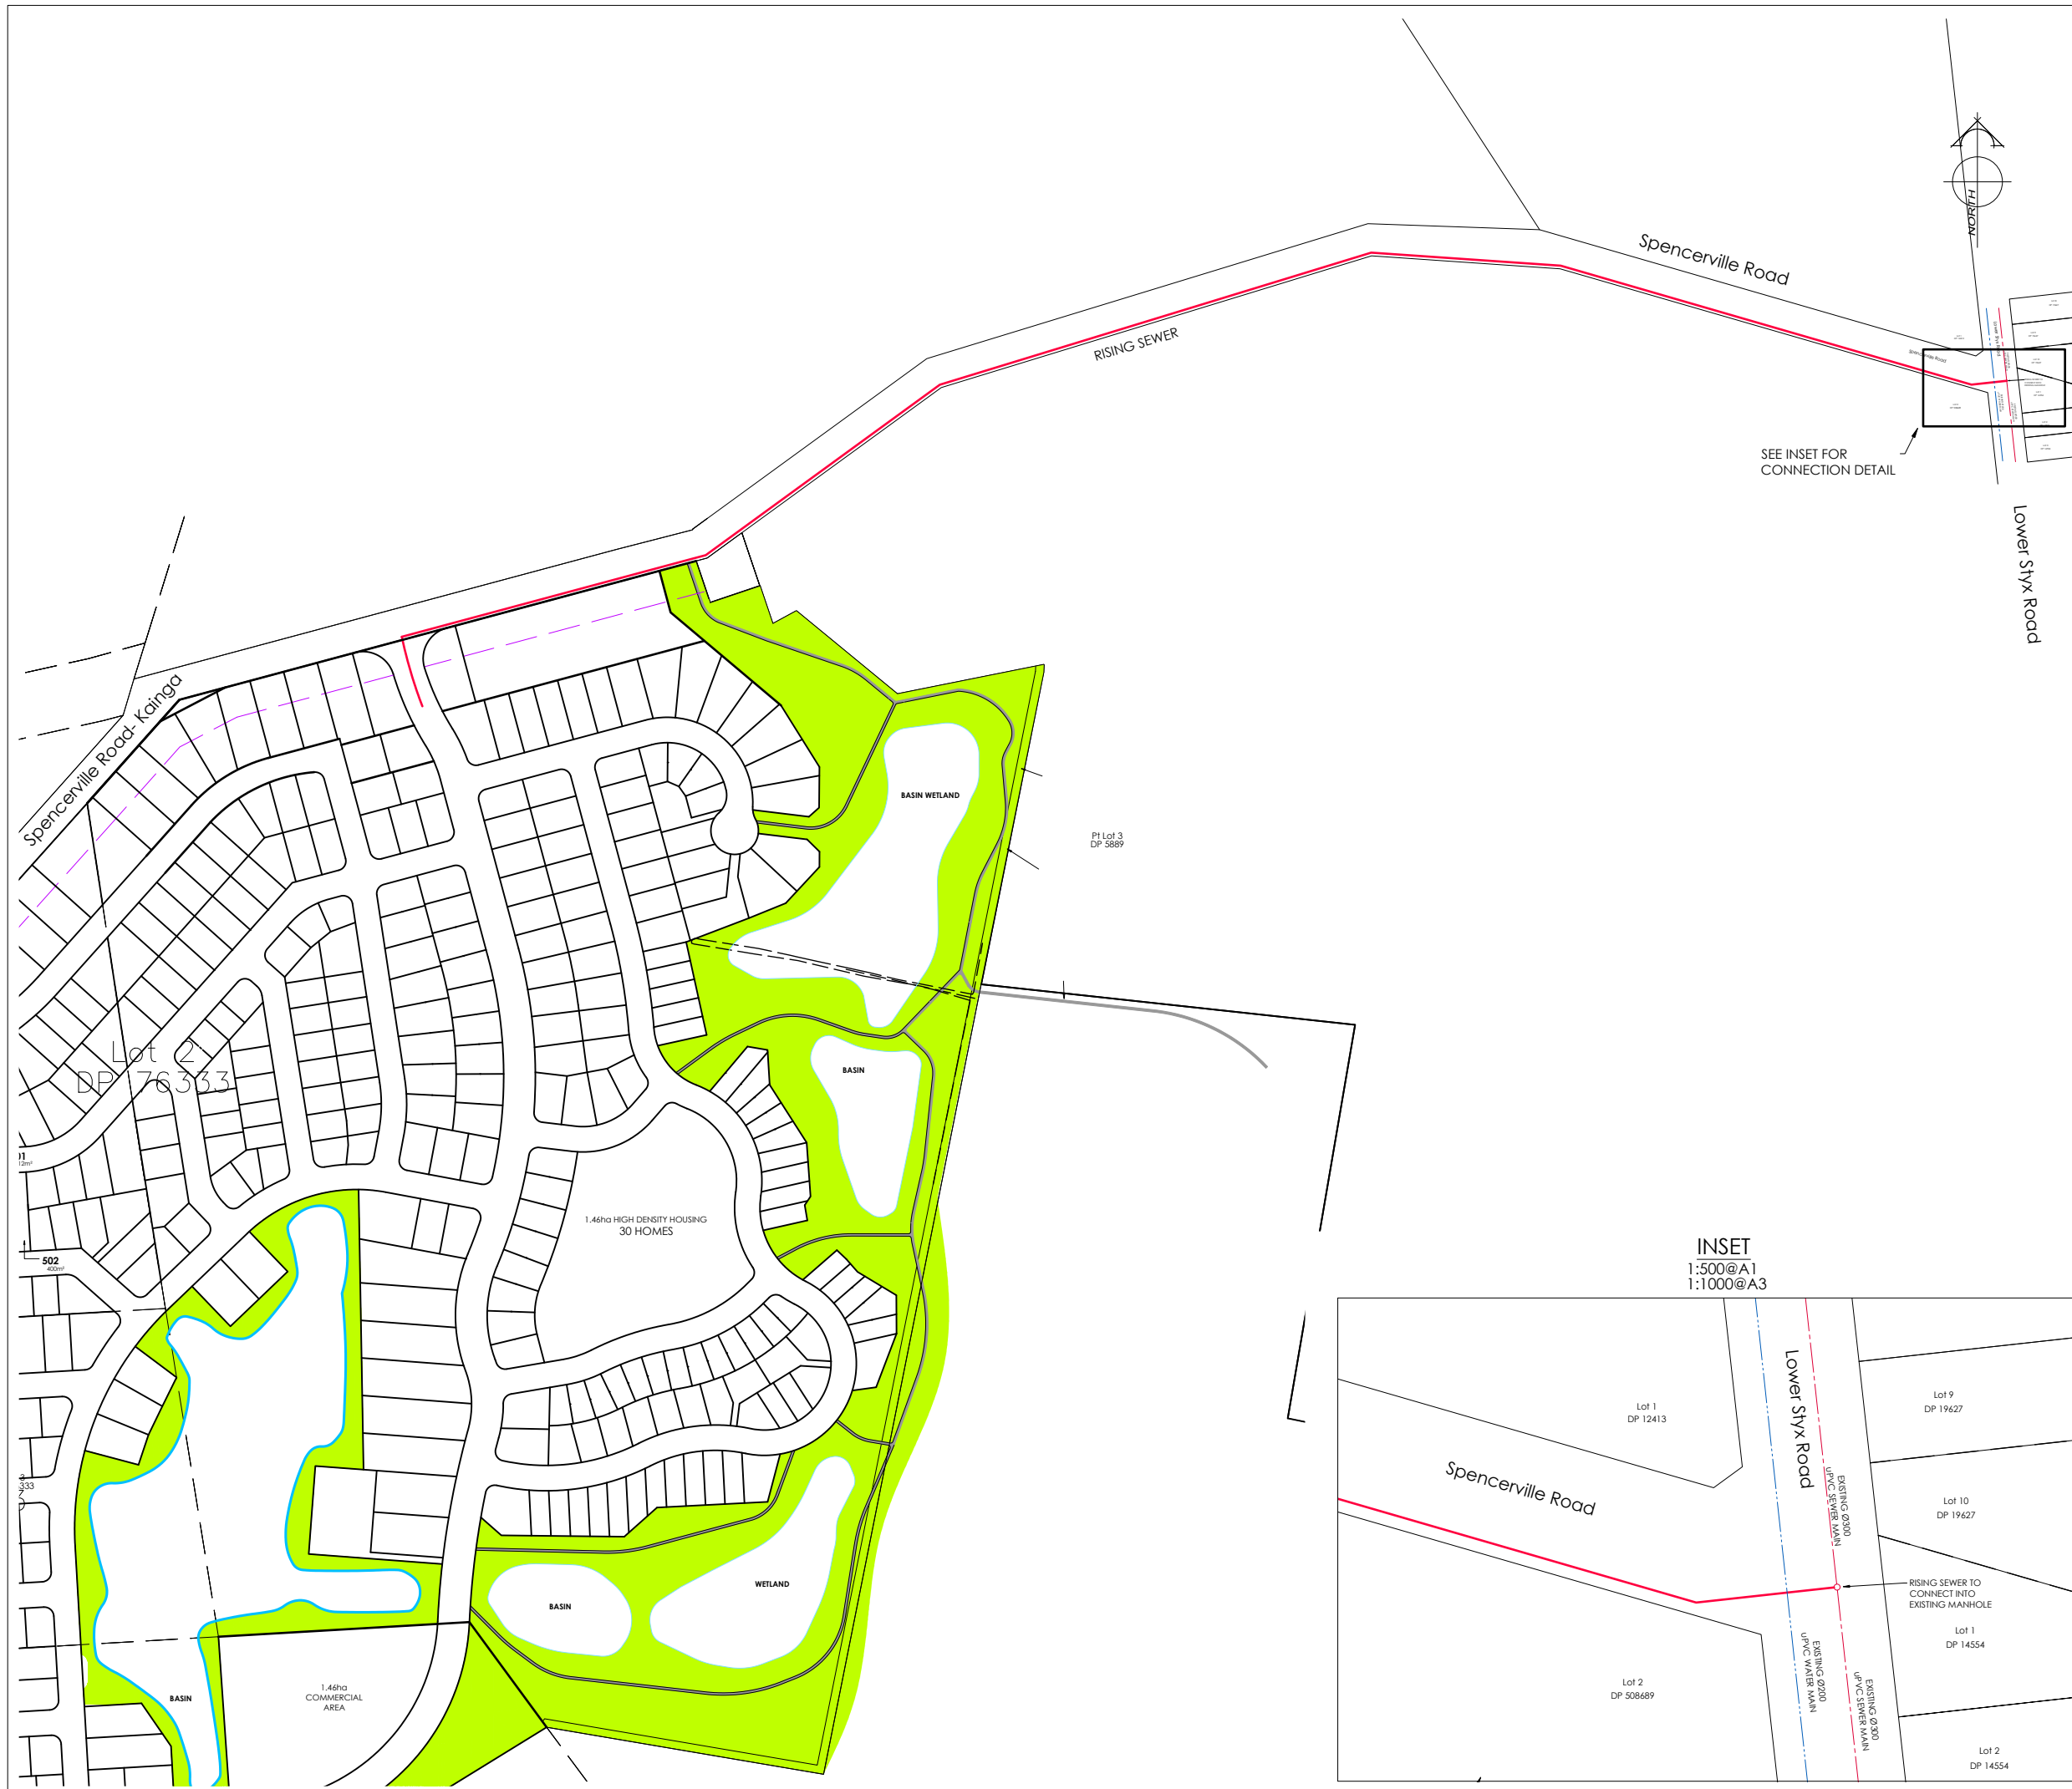 NORTH
Spencerville Road
RISING SEWER
SEE INSET FOR
CONNECTION DETAIL
Lower Styx Road
Spencerville Road- Kainga
BASIN WETLAND
Pt Lot 3
DP 5889
Lot 2
DP 76333
BASIN
502
400m²
1.46ha HIGH DENSITY HOUSING
30 HOMES
WETLAND
BASIN
BASIN
1.46ha
COMMERCIAL
AREA
INSET
1:500@A1
1:1000@A3
Lower Styx Road
Lot 1
DP 12413
Lot 9
DP 19627
Spencerville Road
EXISTING Ø300
uPVC SEWER MAIN
Lot 10
DP 19627
RISING SEWER TO
CONNECT INTO
EXISTING MANHOLE
Lot 1
DP 14554
EXISTING Ø200
uPVC WATER MAIN
EXISTING Ø300
uPVC SEWER MAIN
Lot 2
DP 508689
Lot 2
DP 14554